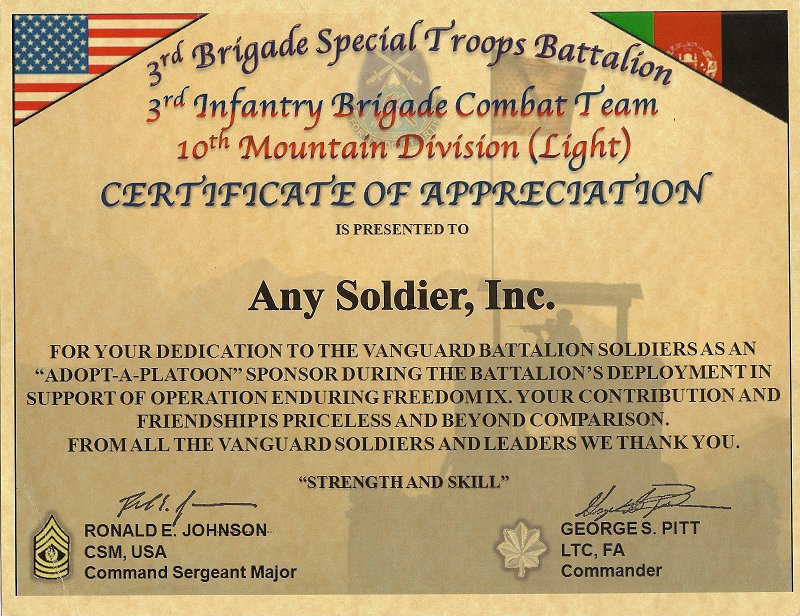 3rd Brigade Special Troops Battalion
3rd Infantry Brigade Combat Team
10th Mountain Division (Light)
CERTIFICATE OF APPRECIATION
IS PRESENTED TO
Any Soldier, Inc.
FOR YOUR DEDICATION TO THE VANGUARD BATTALION SOLDIERS AS AN
“ADOPT-A-PLATOON” SPONSOR DURING THE BATTALION’S DEPLOYMENT IN
SUPPORT OF OPERATION ENDURING FREEDOM IX. YOUR CONTRIBUTION AND
FRIENDSHIP IS PRICELESS AND BEYOND COMPARISON.
FROM ALL THE VANGUARD SOLDIERS AND LEADERS WE THANK YOU.
“STRENGTH AND SKILL”
RONALD E. JOHNSON
CSM, USA
Command Sergeant Major
GEORGE S. PITT
LTC, FA
Commander